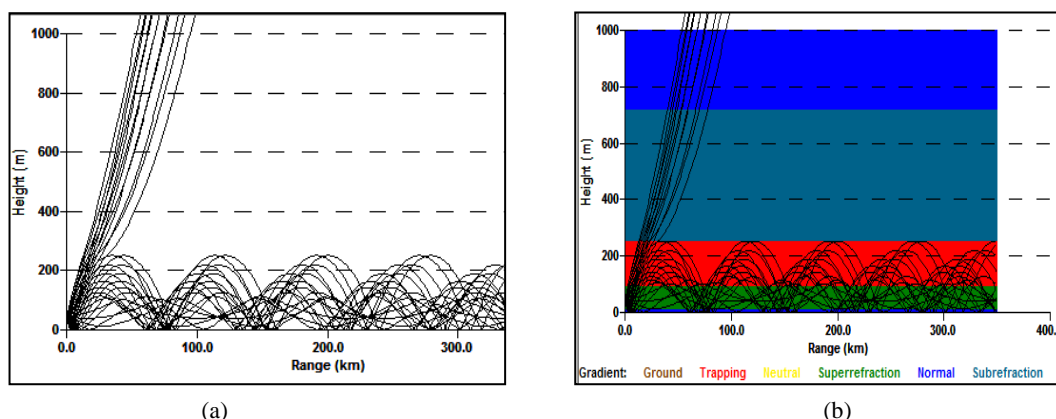 1000
800
600
400
200
0
Height (m)
0.0 100.0 200.0 300.0
Range (km)
(a)
1000
800
600
400
200
0
Height (m)
0.0 100.0 200.0 300.0 400.
Range (km)
Gradient: Ground Trapping Neutral Superrefraction Normal Subrefraction
(b)